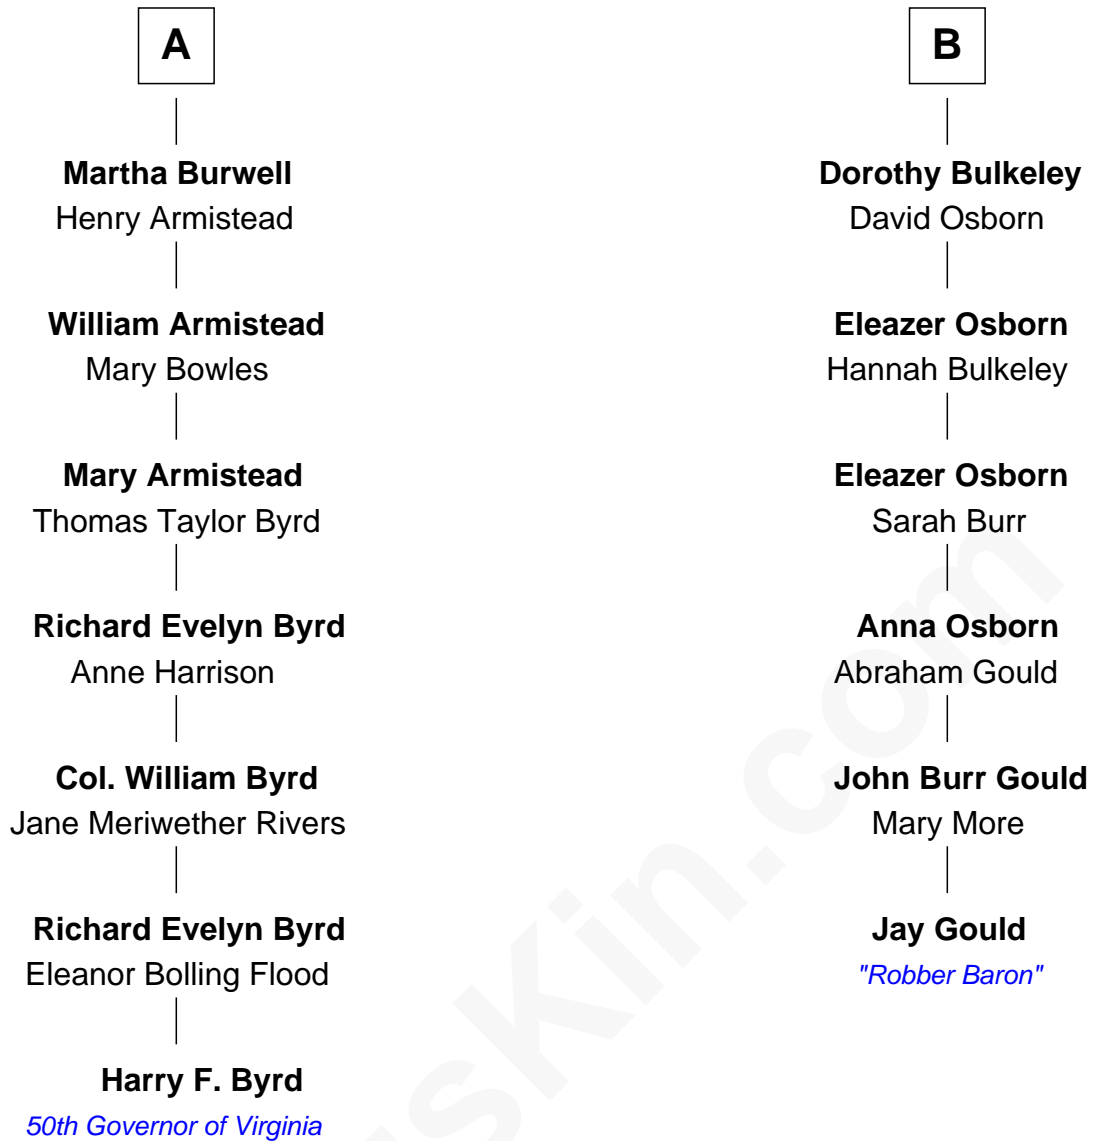 A
Martha Burwell
Henry Armistead
William Armistead
Mary Bowles
Mary Armistead
Thomas Taylor Byrd
Richard Evelyn Byrd
Anne Harrison
Col. William Byrd
Jane Meriwether Rivers
Richard Evelyn Byrd
Eleanor Bolling Flood
Harry F. Byrd
50th Governor of Virginia
B
Dorothy Bulkeley
David Osborn
Eleazer Osborn
Hannah Bulkeley
Eleazer Osborn
Sarah Burr
Anna Osborn
Abraham Gould
John Burr Gould
Mary More
Jay Gould
"Robber Baron"
sKin.com